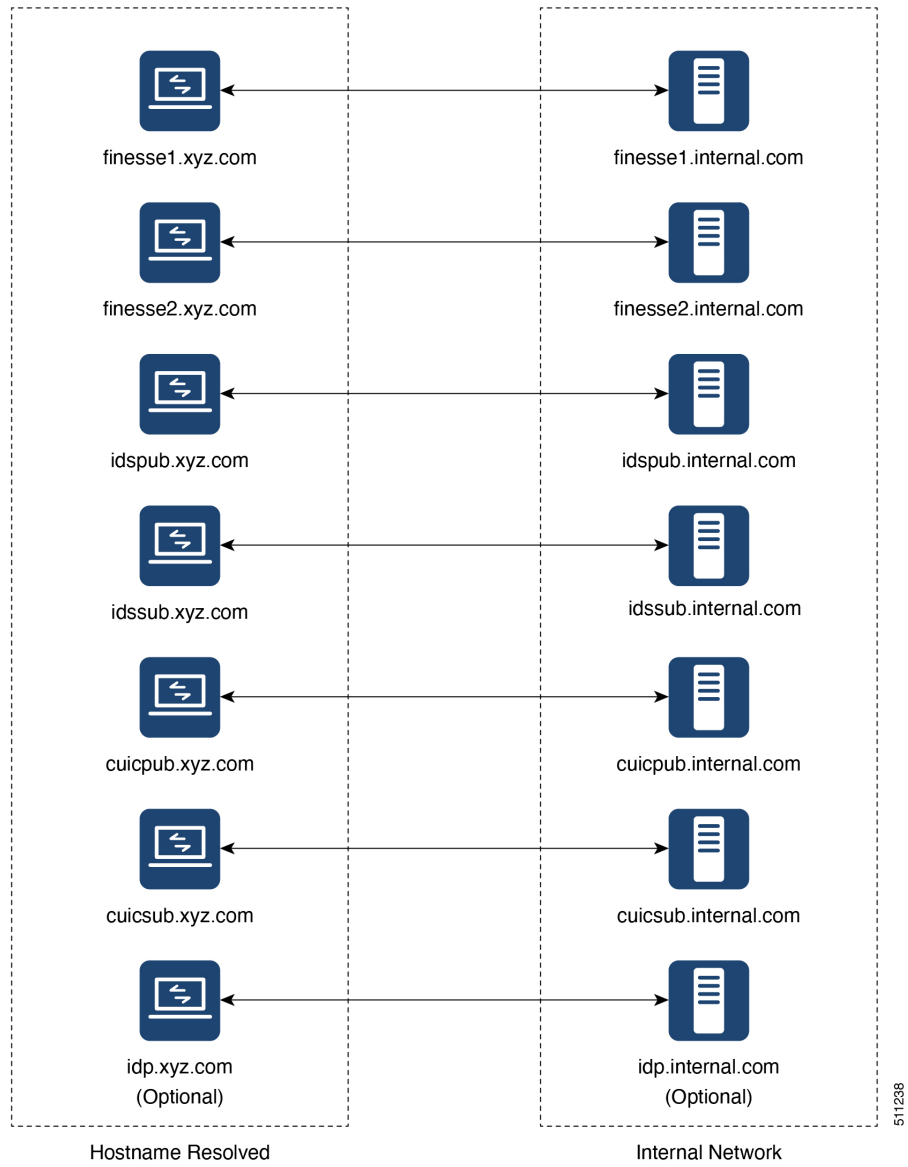 finesse1.xyz.com
finesse1.internal.com
finesse2.xyz.com
finesse2.internal.com
idspub.xyz.com
idspub.internal.com
idssub.xyz.com
idssub.internal.com
cuicpub.xyz.com
cuicpub.internal.com
cuicsub.xyz.com
cuicsub.internal.com
idp.xyz.com
(Optional)
idp.internal.com
(Optional)
Hostname Resolved
Internal Network
511238